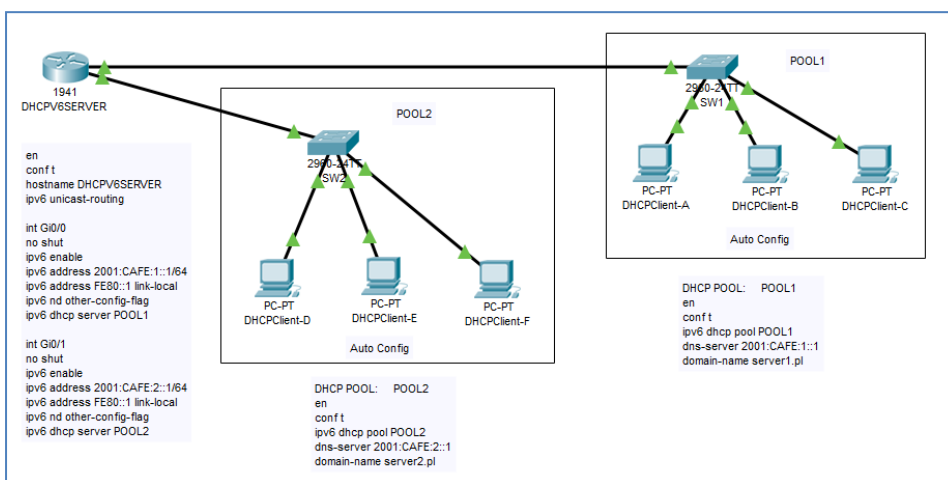 1941
DHCPV6SERVER
en
conf t
hostname DHCPV6SERVER
ipv6 unicast-routing
int Gi0/0
no shut
ipv6 enable
ipv6 address 2001:CAFE:1::1/64
ipv6 address FE80::1 link-local
ipv6 nd other-config-flag
ipv6 dhcp server POOL1
int Gi0/1
no shut
ipv6 enable
ipv6 address 2001:CAFE:2::1/64
ipv6 address FE80::1 link-local
ipv6 nd other-config-flag
ipv6 dhcp server POOL2
POOL2
2960-24TT
SW2
PC-PT
DHCPClient-D
PC-PT
DHCPClient-E
PC-PT
DHCPClient-F
Auto Config
DHCP POOL: POOL2
en
conf t
ipv6 dhcp pool POOL2
dns-server 2001:CAFE:2::1
domain-name server2.pl
POOL1
2960-24TT
SW1
PC-PT
DHCPClient-A
PC-PT
DHCPClient-B
PC-PT
DHCPClient-C
Auto Config
DHCP POOL: POOL1
en
conf t
ipv6 dhcp pool POOL1
dns-server 2001:CAFE:1::1
domain-name server1.pl